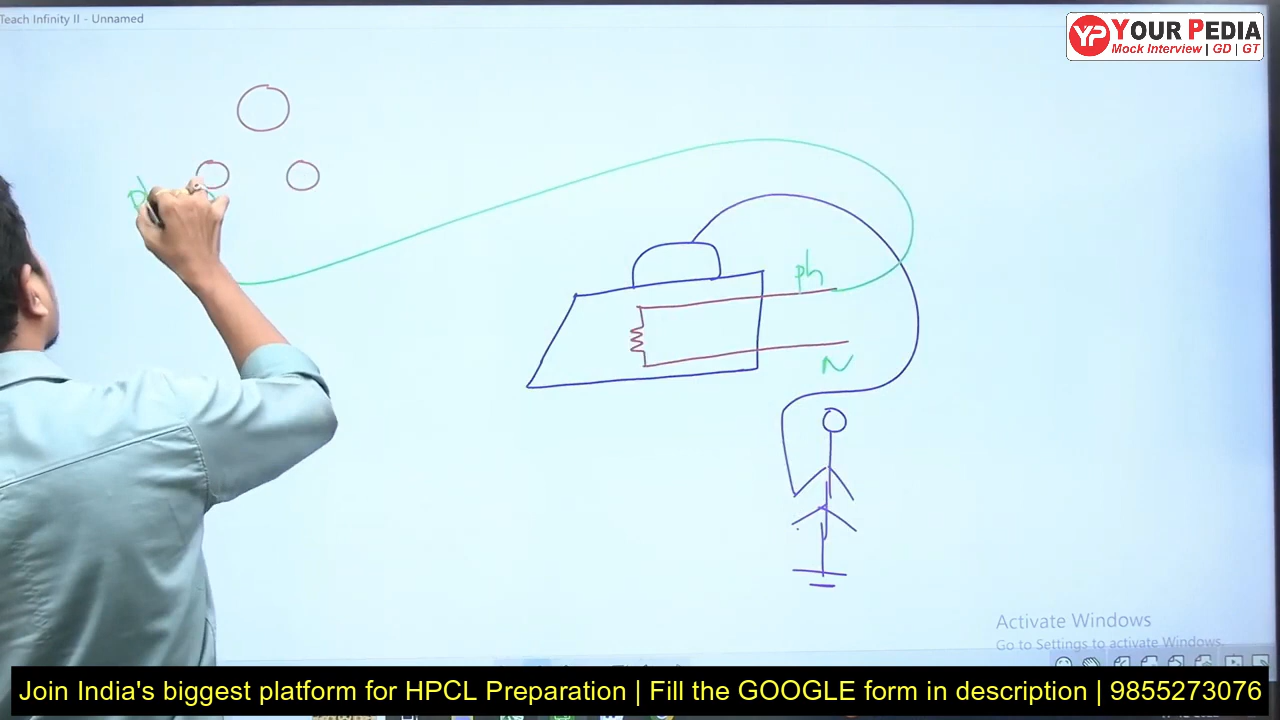 Teach Infinity II - Unnamed
YP YOUR PEDIA
Mock Interview | GD | GT
ph
N
Activate Windows
Go to Settings to activate Windows.
Join India's biggest platform for HPCL Preparation | Fill the GOOGLE form in description | 9855273076